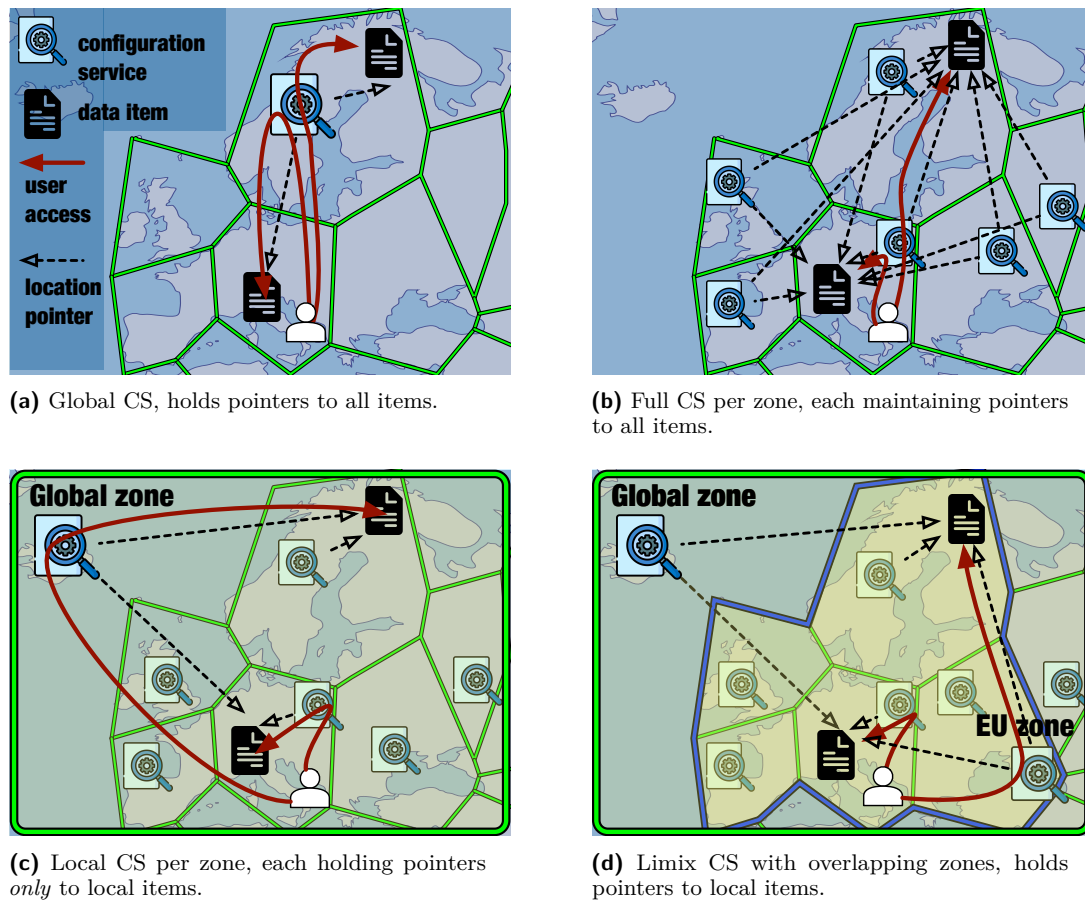 configuration
service
data item
user
access
location
pointer
(a) Global CS, holds pointers to all items.
(b) Full CS per zone, each maintaining pointers
to all items.
Global zone
(c) Local CS per zone, each holding pointers
only to local items.
Global zone
EU zone
(d) Limix CS with overlapping zones, holds
pointers to local items.